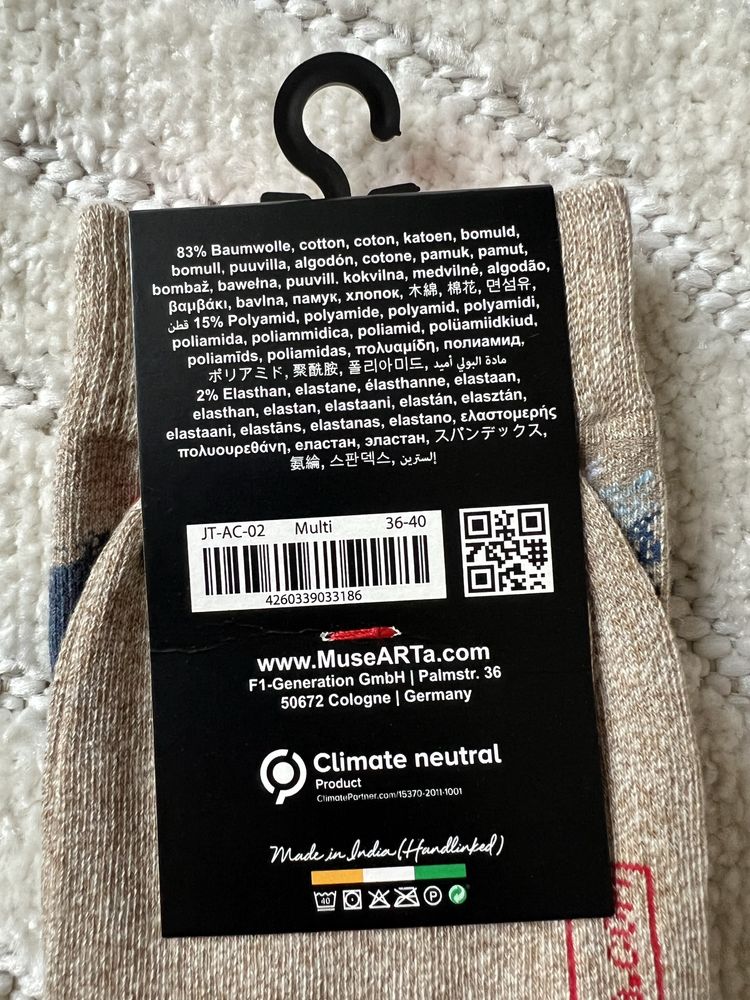 83% Baumwolle, cotton, coton, katoen, bomuld,
bomull, puuvilla, algodón, cotone, pamuk, pamut,
bombaž, bawełna, puuvill, kokvilna, medvilnė, algodão,
βαμβάκι, bavlna, памук, хлопок, 木綿, 棉花, 면섬유,
قطن 15% Polyamid, polyamide, polyamid, polyamidi,
poliamida, poliammidica, poliamid, polüamiidkiud,
poliamīds, poliamidas, πολυαμίδη, полиамид,
ポリアミド, 聚酰胺, 폴리아미드, مادة البولي أميد
2% Elasthan, elastane, élasthanne, elastaan,
elasthan, elastan, elastaani, elastán, elasztán,
elastaani, elastāns, elastanas, elastano, ελαστομερής
πολυουρεθάνη, еластан, эластан, スパンデックス,
氨綸, 스판덱스, إلسترين
JT-AC-02 Multi 36-40
4260339033186
www.MuseARTa.com
F1-Generation GmbH | Palmstr. 36
50672 Cologne | Germany
Climate neutral
Product
ClimatePartner.com/15370-2011-1001
Made in India (Handlinked)
40 P